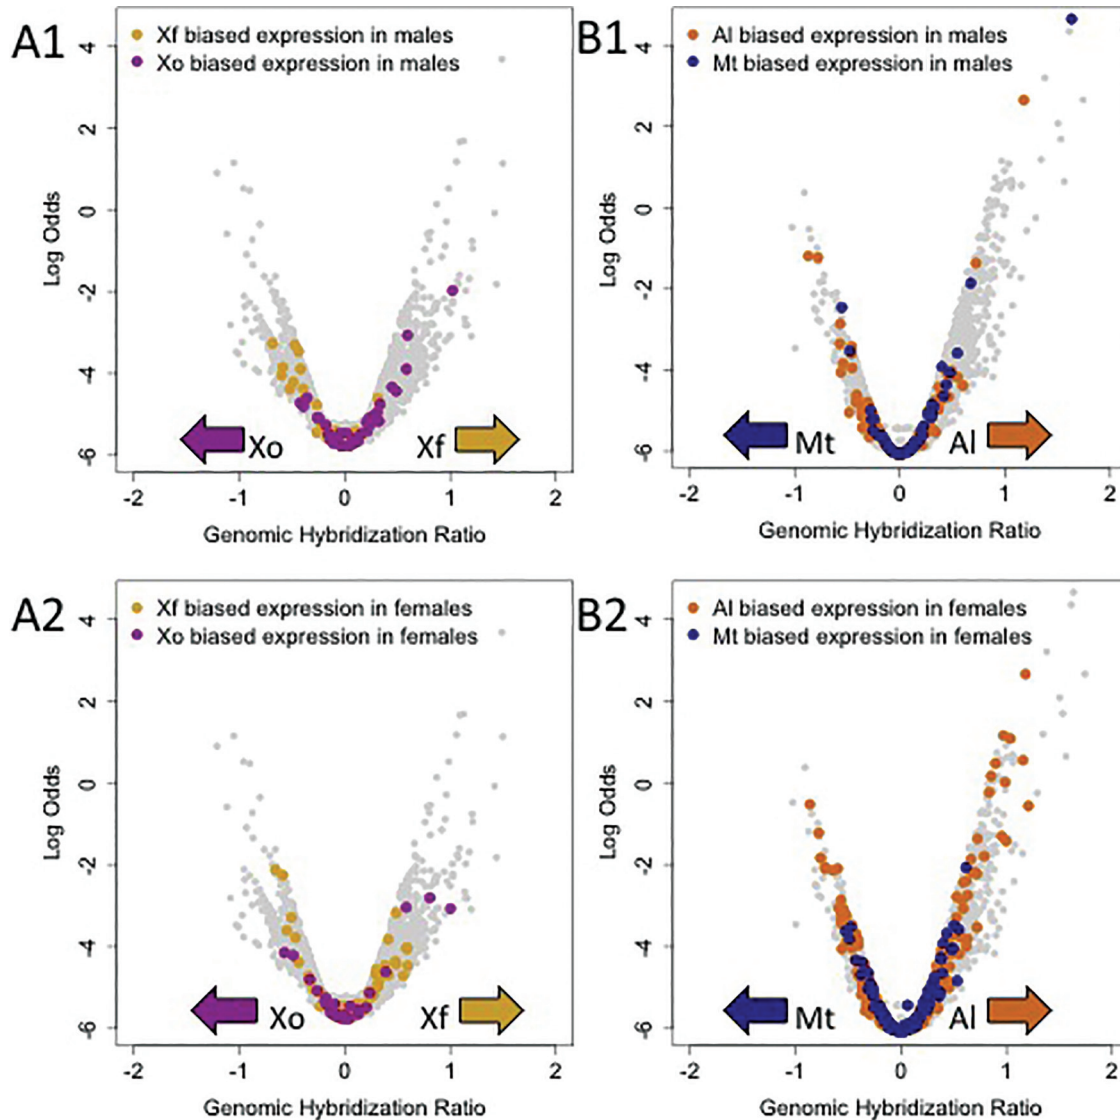 A1
Xf biased expression in males
Xo biased expression in males
4
2
0
-2
-4
-6
Log Odds
Xo
Xf
-2 -1 0 1 2
Genomic Hybridization Ratio
B1
Al biased expression in males
Mt biased expression in males
4
2
0
-2
-4
-6
Log Odds
Mt
Al
-2 -1 0 1 2
Genomic Hybridization Ratio
A2
Xf biased expression in females
Xo biased expression in females
4
2
0
-2
-4
-6
Log Odds
Xo
Xf
-2 -1 0 1 2
Genomic Hybridization Ratio
B2
Al biased expression in females
Mt biased expression in females
4
2
0
-2
-4
-6
Log Odds
Mt
Al
-2 -1 0 1 2
Genomic Hybridization Ratio